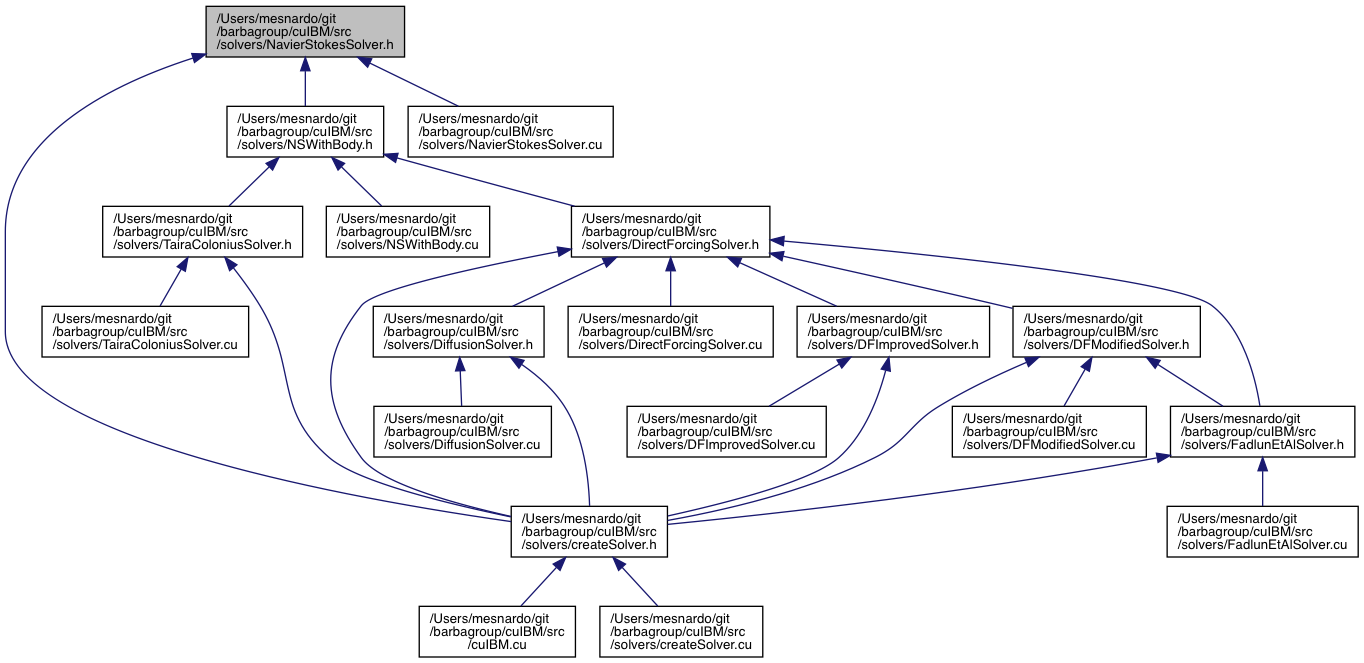 /Users/mesnardo/git
/barbagroup/cuIBM/src
/solvers/NavierStokesSolver.h
/Users/mesnardo/git
/barbagroup/cuIBM/src
/solvers/NSWithBody.h
/Users/mesnardo/git
/barbagroup/cuIBM/src
/solvers/NavierStokesSolver.cu
/Users/mesnardo/git
/barbagroup/cuIBM/src
/solvers/TairaColoniusSolver.h
/Users/mesnardo/git
/barbagroup/cuIBM/src
/solvers/NSWithBody.cu
/Users/mesnardo/git
/barbagroup/cuIBM/src
/solvers/DirectForcingSolver.h
/Users/mesnardo/git
/barbagroup/cuIBM/src
/solvers/TairaColoniusSolver.cu
/Users/mesnardo/git
/barbagroup/cuIBM/src
/solvers/DiffusionSolver.h
/Users/mesnardo/git
/barbagroup/cuIBM/src
/solvers/DirectForcingSolver.cu
/Users/mesnardo/git
/barbagroup/cuIBM/src
/solvers/DFImprovedSolver.h
/Users/mesnardo/git
/barbagroup/cuIBM/src
/solvers/DFModifiedSolver.h
/Users/mesnardo/git
/barbagroup/cuIBM/src
/solvers/DiffusionSolver.cu
/Users/mesnardo/git
/barbagroup/cuIBM/src
/solvers/DFImprovedSolver.cu
/Users/mesnardo/git
/barbagroup/cuIBM/src
/solvers/DFModifiedSolver.cu
/Users/mesnardo/git
/barbagroup/cuIBM/src
/solvers/FadlunEtAlSolver.h
/Users/mesnardo/git
/barbagroup/cuIBM/src
/solvers/createSolver.h
/Users/mesnardo/git
/barbagroup/cuIBM/src
/solvers/FadlunEtAlSolver.cu
/Users/mesnardo/git
/barbagroup/cuIBM/src
/cuIBM.cu
/Users/mesnardo/git
/barbagroup/cuIBM/src
/solvers/createSolver.cu